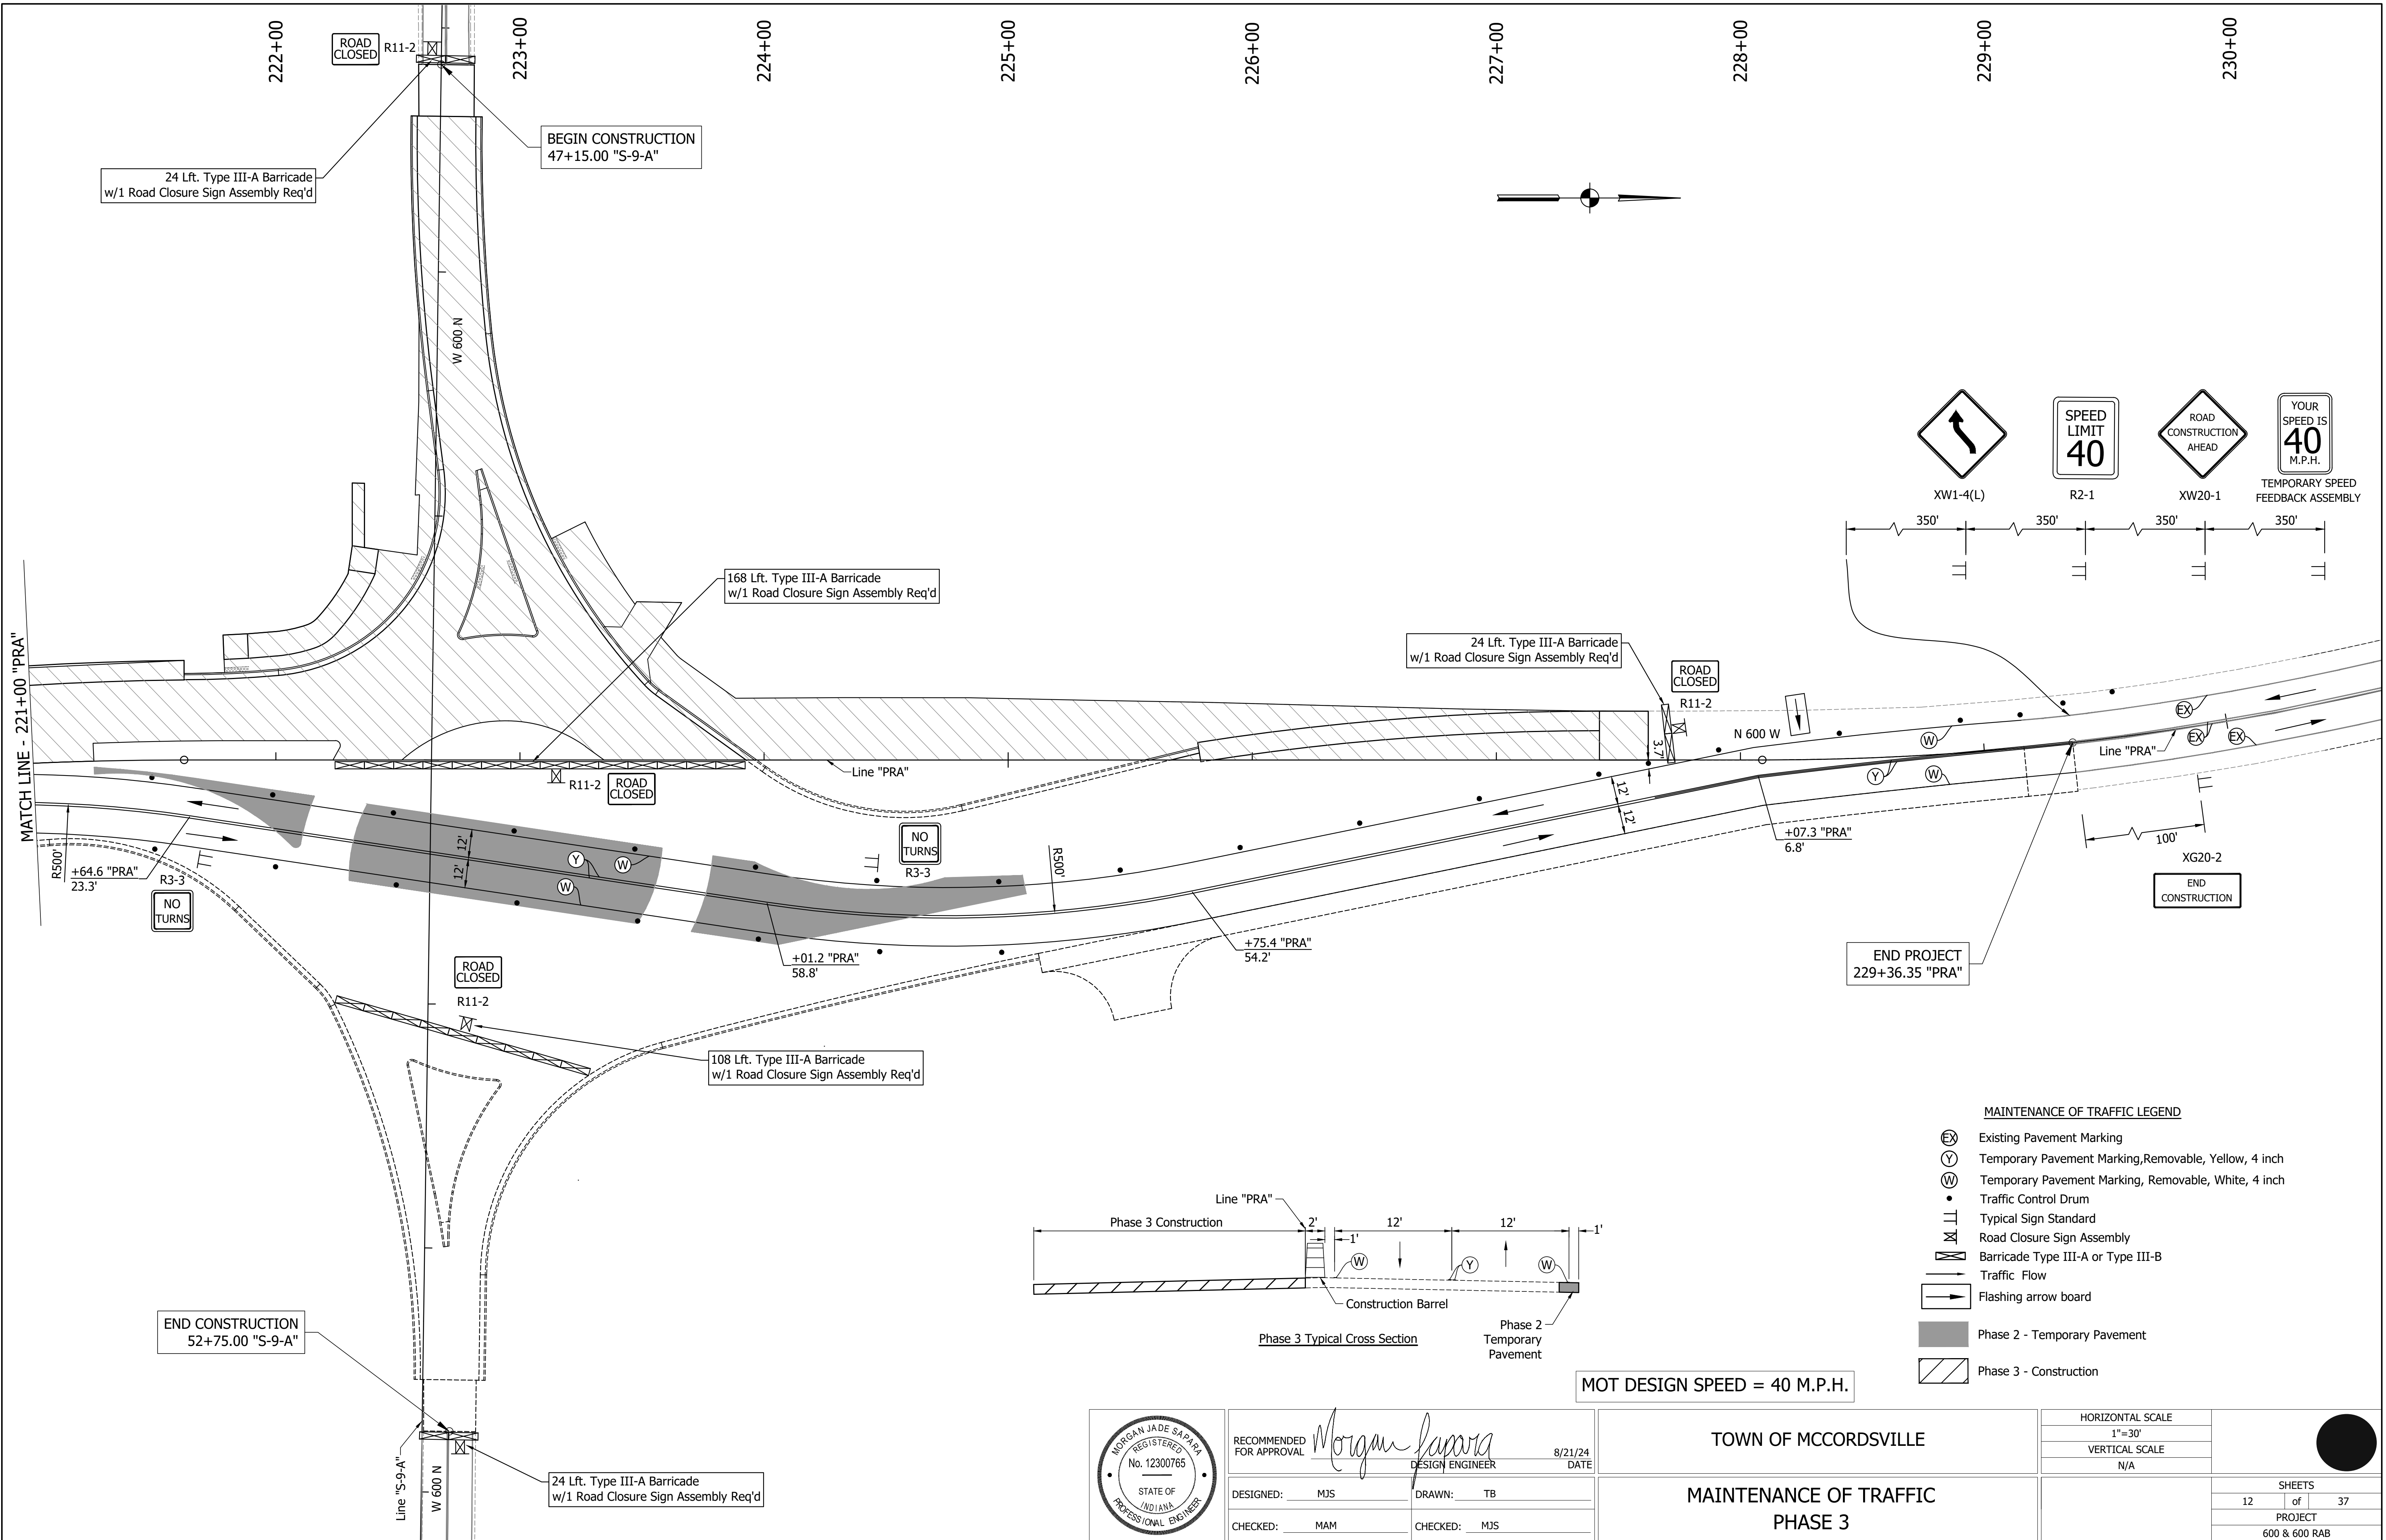 222+00
223+00
224+00
225+00
226+00
227+00
228+00
229+00
230+00
ROAD
CLOSED
R11-2
BEGIN CONSTRUCTION
47+15.00 "S-9-A"
24 Lft. Type III-A Barricade
w/1 Road Closure Sign Assembly Req'd
W 600 N
SPEED
LIMIT
40
ROAD
CONSTRUCTION
AHEAD
YOUR
SPEED IS
40
M.P.H.
XW1-4(L)
R2-1
XW20-1
TEMPORARY SPEED
FEEDBACK ASSEMBLY
350'
350'
350'
350'
168 Lft. Type III-A Barricade
w/1 Road Closure Sign Assembly Req'd
24 Lft. Type III-A Barricade
w/1 Road Closure Sign Assembly Req'd
ROAD
CLOSED
R11-2
MATCH LINE - 221+00 "PRA"
3.7'
N 600 W
W
EX
EX
EX
Line "PRA"
Line "PRA"
R11-2
ROAD
CLOSED
Y
W
12'
12'
+07.3 "PRA"
6.8'
100'
XG20-2
END
CONSTRUCTION
NO
TURNS
R3-3
R500'
R500'
+64.6 "PRA"
23.3'
R3-3
NO
TURNS
12'
12'
Y
W
W
+01.2 "PRA"
58.8'
+75.4 "PRA"
54.2'
END PROJECT
229+36.35 "PRA"
ROAD
CLOSED
R11-2
108 Lft. Type III-A Barricade
w/1 Road Closure Sign Assembly Req'd
MAINTENANCE OF TRAFFIC LEGEND
EX Existing Pavement Marking
Y Temporary Pavement Marking,Removable, Yellow, 4 inch
W Temporary Pavement Marking, Removable, White, 4 inch
Traffic Control Drum
Typical Sign Standard
Road Closure Sign Assembly
Barricade Type III-A or Type III-B
Traffic Flow
Flashing arrow board
Phase 2 - Temporary Pavement
Phase 3 - Construction
Line "PRA"
Phase 3 Construction
2'
12'
12'
1'
1'
W
Y
W
Construction Barrel
Phase 2
Temporary
Pavement
Phase 3 Typical Cross Section
END CONSTRUCTION
52+75.00 "S-9-A"
Line "S-9-A"
W 600 N
24 Lft. Type III-A Barricade
w/1 Road Closure Sign Assembly Req'd
MOT DESIGN SPEED = 40 M.P.H.
MORGAN JADE SAPARA
REGISTERED
No. 12300765
STATE OF
INDIANA
PROFESSIONAL ENGINEER
RECOMMENDED
FOR APPROVAL
Morgan Sapara
8/21/24
DESIGN ENGINEER
DATE
DESIGNED: MJS
DRAWN: TB
CHECKED: MAM
CHECKED: MJS
TOWN OF MCCORDSVILLE
MAINTENANCE OF TRAFFIC
PHASE 3
HORIZONTAL SCALE
1"=30'
VERTICAL SCALE
N/A
SHEETS
12 of 37
PROJECT
600 & 600 RAB